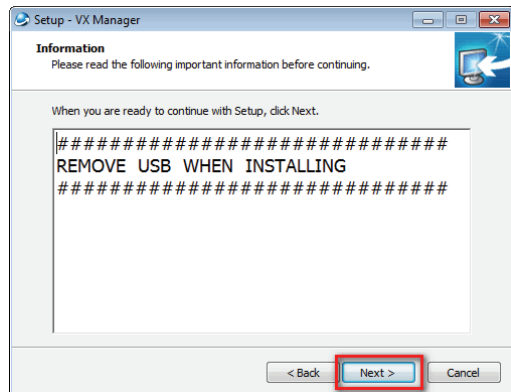 Setup - VX Manager
Information
Please read the following important information before continuing.
When you are ready to continue with Setup, click Next.
##############################
REMOVE USB WHEN INSTALLING
##############################
< Back Next > Cancel